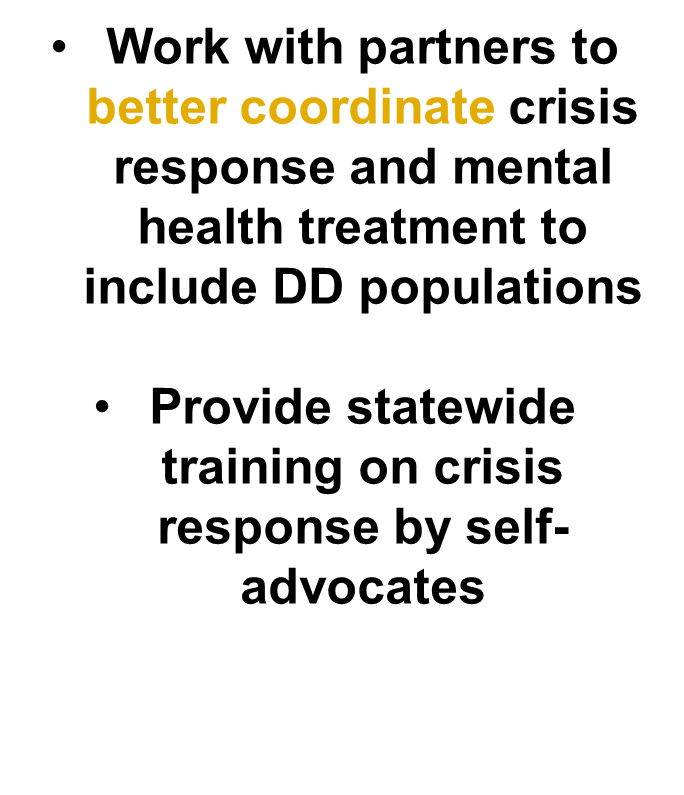 • Work with partners to
better coordinate crisis
response and mental
health treatment to
include DD populations
• Provide statewide
training on crisis
response by self-
advocates